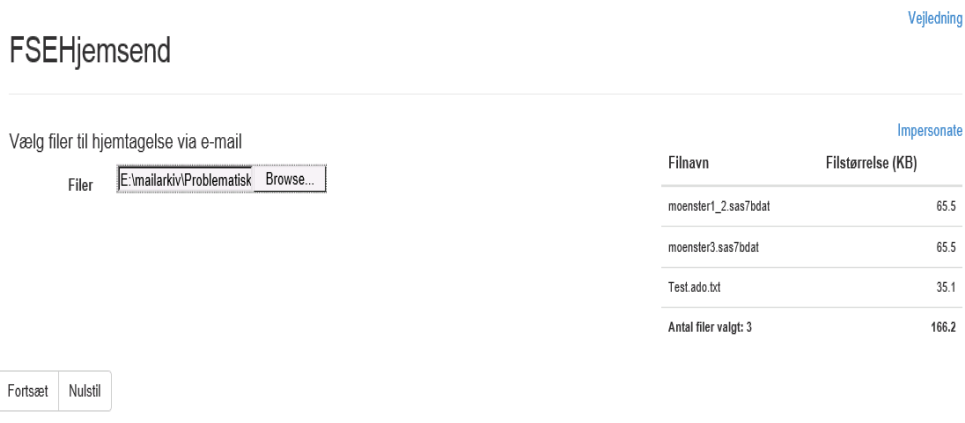 Vejledning
FSEHjemsend
Vælg filer til hjemtagelse via e-mail
Filer E:\mailarkiv\Problematisk Browse...
Impersonate
Filnavn Filstørrelse (KB)
moenster1_2.sas7bdat 65.5
moenster3.sas7bdat 65.5
Test.ado.txt 35.1
Antal filer valgt: 3 166.2
Fortsæt Nulstil